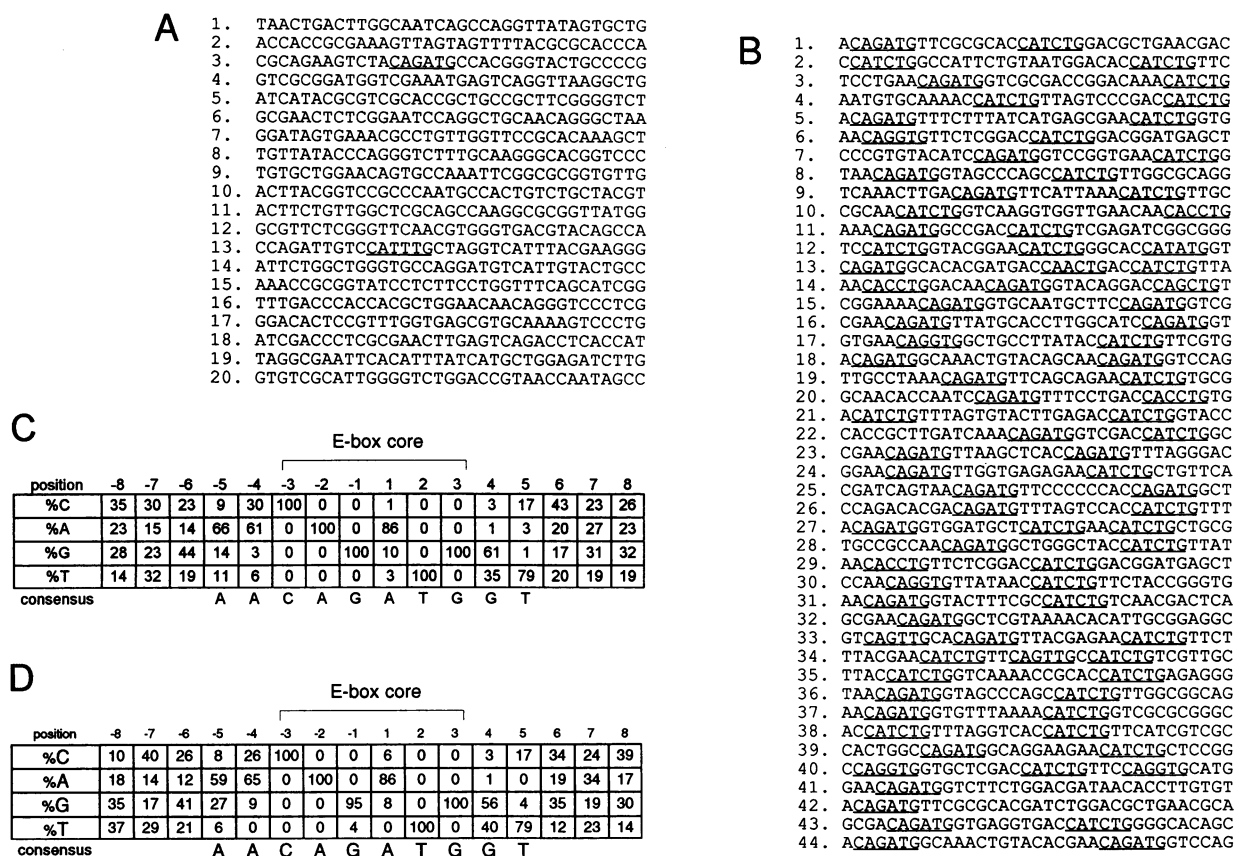 A
1. TAACTGACTTGGCAATCAGCCAGGTTATAGTGCTG
2. ACCACCGCGAAAGTTAGTAGTTTTACGCGCACCCA
3. CGCAGAAGTCTACAGATGCCACGGGTACTGCCCCG
4. GTCGCGGATGGTCGAAATGAGTCAGGTTAAGGCTG
5. ATCATACGCGTCGCACCGCTGCCGCTTCGGGGTCT
6. GCGAACTCTCGGAATCCAGGCTGCAACAGGGCTAA
7. GGATAGTGAAACGCCTGTTGGTTCCGCACAAAGCT
8. TGTTATACCCAGGGTCTTTGCAAGGGCACGGTCCC
9. TGTGCTGGAACAGTGCCAAATTCGGCGCGGTGTTG
10. ACTTACGGTCCGCCCAATGCCACTGTCTGCTACGT
11. ACTTCTGTTGGCTCGCAGCCAAGGCGCGGTTATGG
12. GCGTTCTCGGGTTCAACGTGGGTGACGTACAGCCA
13. CCAGATTGTCCATTTGCTAGGTCATTTACGAAGGG
14. ATTCTGGCTGGGTGCCAGGATGTCATTGTACTGCC
15. AAACCGCGGTATCCTCTTCCTGGTTTCAGCATCGG
16. TTTGACCCACCACGCTGGAACAACAGGGTCCCTCG
17. GGACACTCCGTTTGGTGAGCGTGCAAAAGTCCCTG
18. ATCGACCCTCGCGAACTTGAGTCAGACCTCACCAT
19. TAGGCGAATTCACATTTATCATGCTGGAGATCTTG
20. GTGTCGCATTGGGGTCTGGACCGTAACCAATAGCC
B
1. ACAGATGTTCGCGCACCATCTGGACGCTGAACGAC
2. CCATCTGGCCATTCTGTAATGGACACCATCTGTTC
3. TCCTGAACAGATGGTCGCGACCGGACAAACATCTG
4. AATGTGCAAAACCATCTGTTAGTCCCGACCATCTG
5. ACAGATGTTTCTTTATCATGAGCGAACATCTGGTG
6. AACAGGTGTTCTCGGACCATCTGGACGGATGAGCT
7. CCCGTGTACATCCAGATGGTCCGGTGAACATCTGG
8. TAACAGATGGTAGCCCAGCCATCTGTTGGCGCAGG
9. TCAAACTTGACAGATGTTCATTAAACATCTGTTGC
10. CGCAACATCTGGTCAAGGTGGTTGAACAACACCTG
11. AAACAGATGGCCGACCATCTGTCGAGATCGGCGGG
12. TCCATCTGGTACGGAACATCTGGGCACCATATGGT
13. CAGATGGCACACGATGACCAACTGACCATCTGTTA
14. AACACCTGGACAACAGATGGTACAGGACCAGCTGT
15. CGGAAAACAGATGGTGCAATGCTTCCAGATGGTCG
16. CGAACAGATGTTATGCACCTTGGCATCCAGATGGT
17. GTGAACAGGTGGCTGCCTTATACCATCTGTTCGTG
18. ACAGATGGCAAACTGTACAGCAACAGATGGTCCAG
19. TTGCCTAAACAGATGTTCAGCAGAACATCTGTGCG
20. GCAACACCAATCCAGATGTTTCCTGACCACCTGTG
21. ACATCTGTTTAGTGTACTTGAGACCATCTGGTACC
22. CACCGCTTGATCAAACAGATGGTCGACCATCTGGC
23. CGAACAGATGTTAAGCTCACCAGATGTTTAGGGAC
24. GGAACAGATGTTGGTGAGAGAACATCTGCTGTTCA
25. CGATCAGTAACAGATGTTCCCCCCACCAGATGGCT
26. CCAGACACGACAGATGTTTAGTCCACCATCTGTTT
27. ACAGATGGTGGATGCTCATCTGAACATCTGCTGCG
28. TGCCGCCAACAGATGGCTGGGCTACCATCTGTTAT
29. AACACCTGTTCTCGGACCATCTGGACGGATGAGCT
30. CCAACAGGTGTTATAACCATCTGTTCTACCGGGTG
31. AACAGATGGTACTTTCGCCATCTGTCAACGACTCA
32. GCGAACAGATGGCTCGTAAAACACATTGCGGAGGC
33. GTCAGTTGCACAGATGTTACGAGAACATCTGTTCT
34. TTACGAACATCTGTTCAGTTGCCATCTGTCGTTGC
35. TTACCATCTGGTCAAAACCGCACCATCTGAGAGGG
36. TAACAGATGGTAGCCCAGCCATCTGTTGGCGGCAG
37. AACAGATGGTGTTTAAAACATCTGGTCGCGCGGGC
38. ACCATCTGTTTAGGTCACCATCTGTTCATCGTCGC
39. CACTGGCCAGATGGCAGGAAGAACATCTGCTCCGG
40. CCAGGTGGTGCTCGACCATCTGTTCCAGGTGCATG
41. GAACAGATGGTCTTCTGGACGATAACACCTTGTGT
42. ACAGATGTTCGCGCACGATCTGGACGCTGAACGCA
43. GCGACAGATGGTGAGGTGACCATCTGGGGCACAGC
44. ACAGATGGCAAACTGTACACGAACAGATGGTCCAG
C
E-box core
position -8 -7 -6 -5 -4 -3 -2 -1 1 2 3 4 5 6 7 8
%C 35 30 23 9 30 100 0 0 1 0 0 3 17 43 23 26
%A 23 15 14 66 61 0 100 0 86 0 0 1 3 20 27 23
%G 28 23 44 14 3 0 0 100 10 0 100 61 1 17 31 32
%T 14 32 19 11 6 0 0 0 3 100 0 35 79 20 19 19
consensus A A C A G A T G G T
D
E-box core
position -8 -7 -6 -5 -4 -3 -2 -1 1 2 3 4 5 6 7 8
%C 10 40 26 8 26 100 0 0 6 0 0 3 17 34 24 39
%A 18 14 12 59 65 0 100 0 86 0 0 1 0 19 34 17
%G 35 17 41 27 9 0 0 95 8 0 100 56 4 35 19 30
%T 37 29 21 6 0 0 0 4 0 100 0 40 79 12 23 14
consensus A A C A G A T G G T